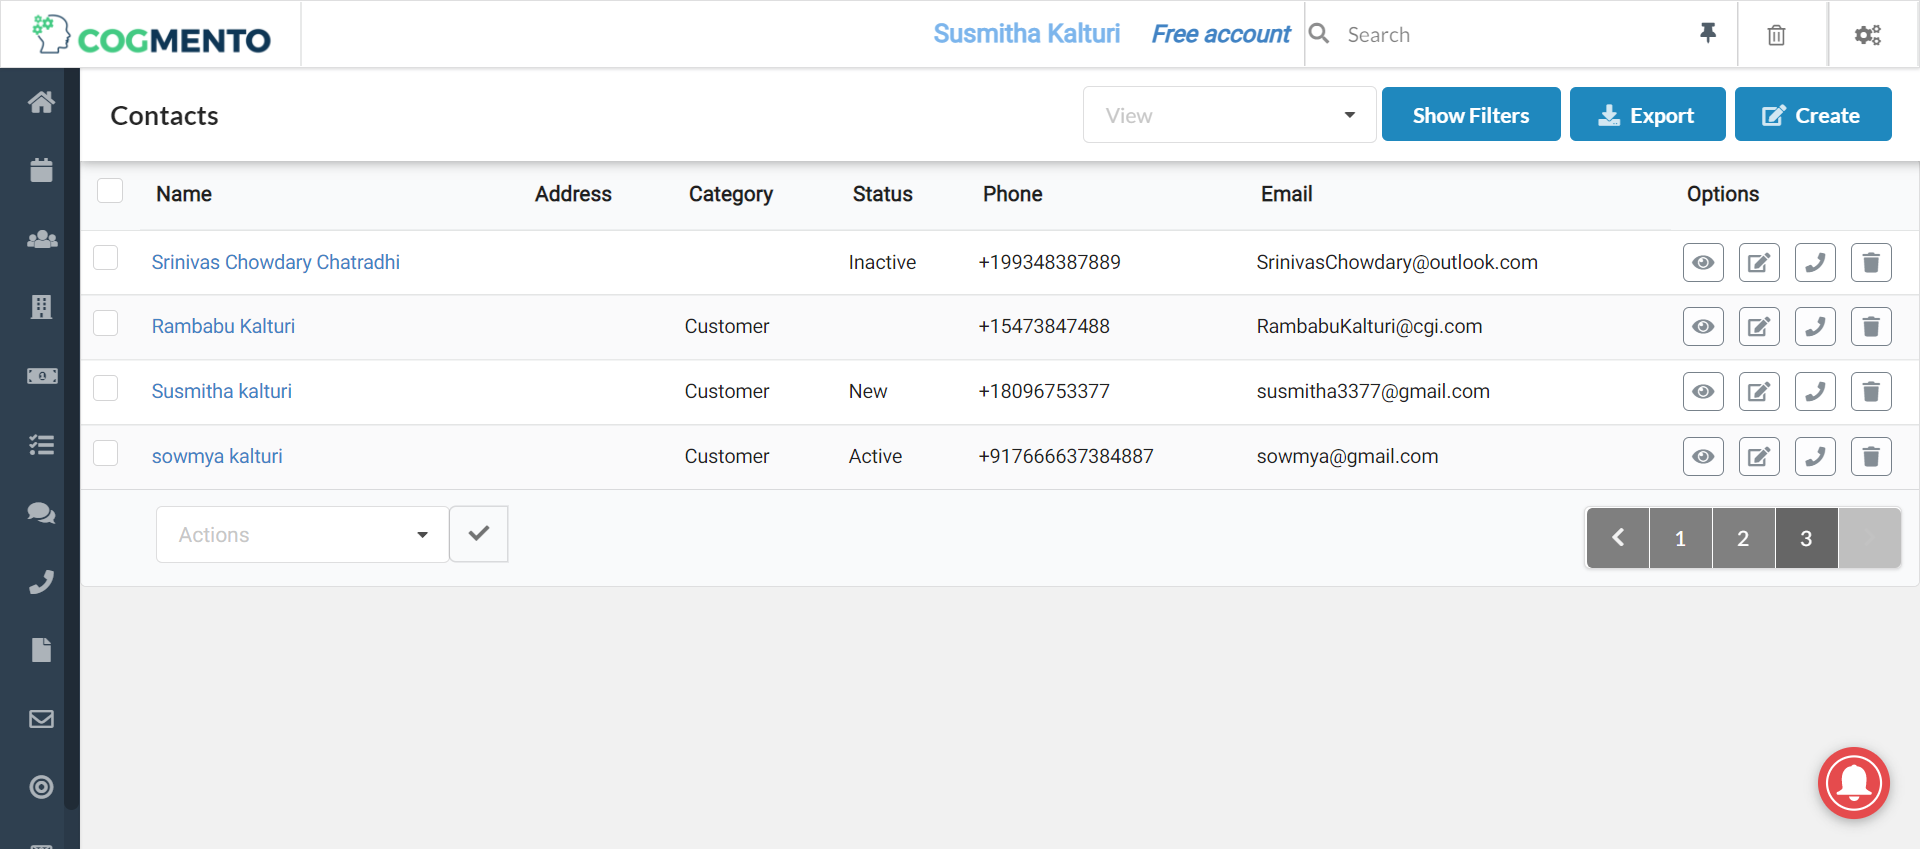 COGMENTO
Susmitha Kalturi Free account Search
Contacts View Show Filters Export Create
Name Address Category Status Phone Email Options
Srinivas Chowdary Chatradhi Inactive +199348387889 SrinivasChowdary@outlook.com
Rambabu Kalturi Customer +15473847488 RambabuKalturi@cgi.com
Susmitha kalturi Customer New +18096753377 susmitha3377@gmail.com
sowmya kalturi Customer Active +917666637384887 sowmya@gmail.com
Actions 1 2 3